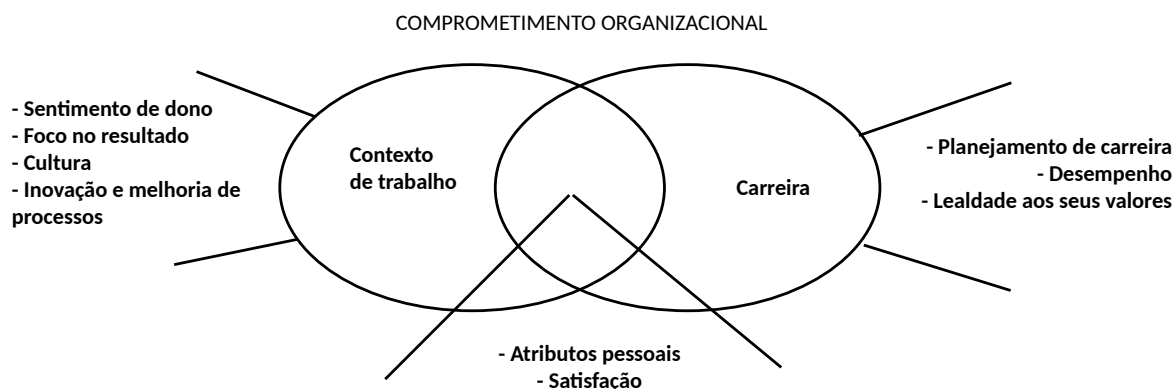 COMPROMETIMENTO ORGANIZACIONAL
- Sentimento de dono
- Foco no resultado
- Cultura
- Inovação e melhoria de
processos
Contexto
de trabalho
Carreira
- Planejamento de carreira
- Desempenho
- Lealdade aos seus valores
- Atributos pessoais
- Satisfação